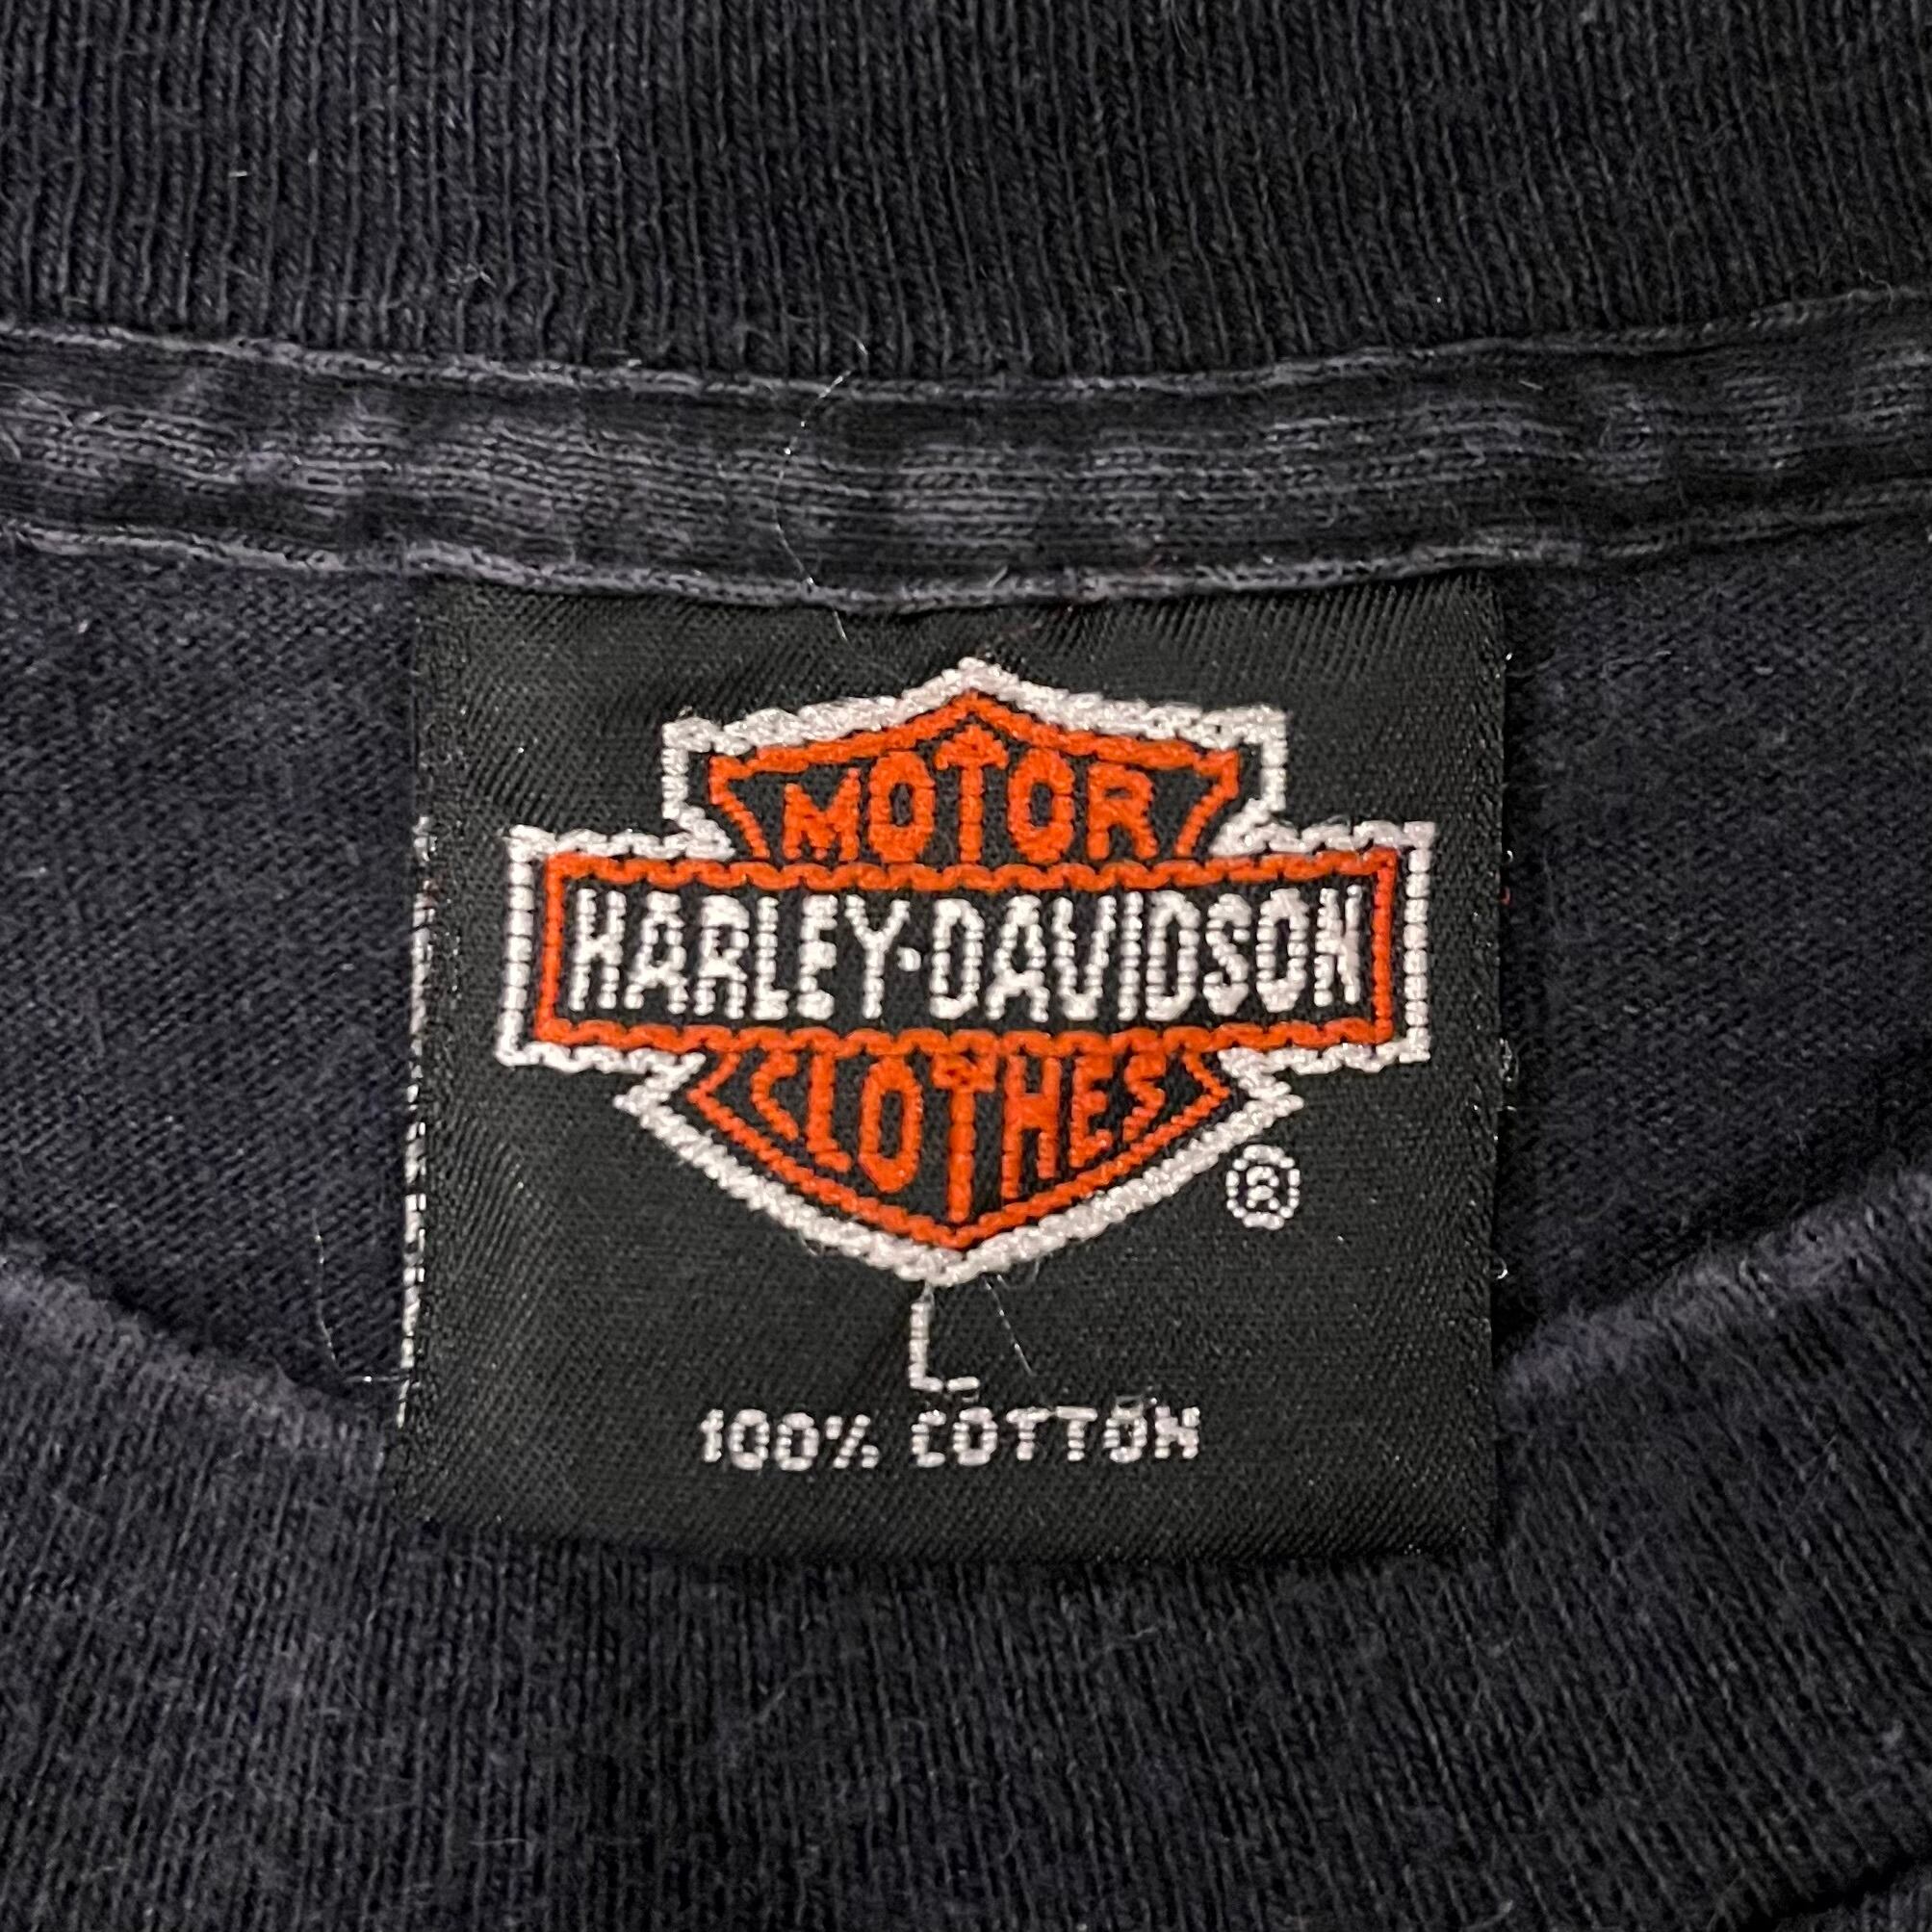 MOTOR
HARLEY-DAVIDSON
CLOTHES
®
L
100% COTTON